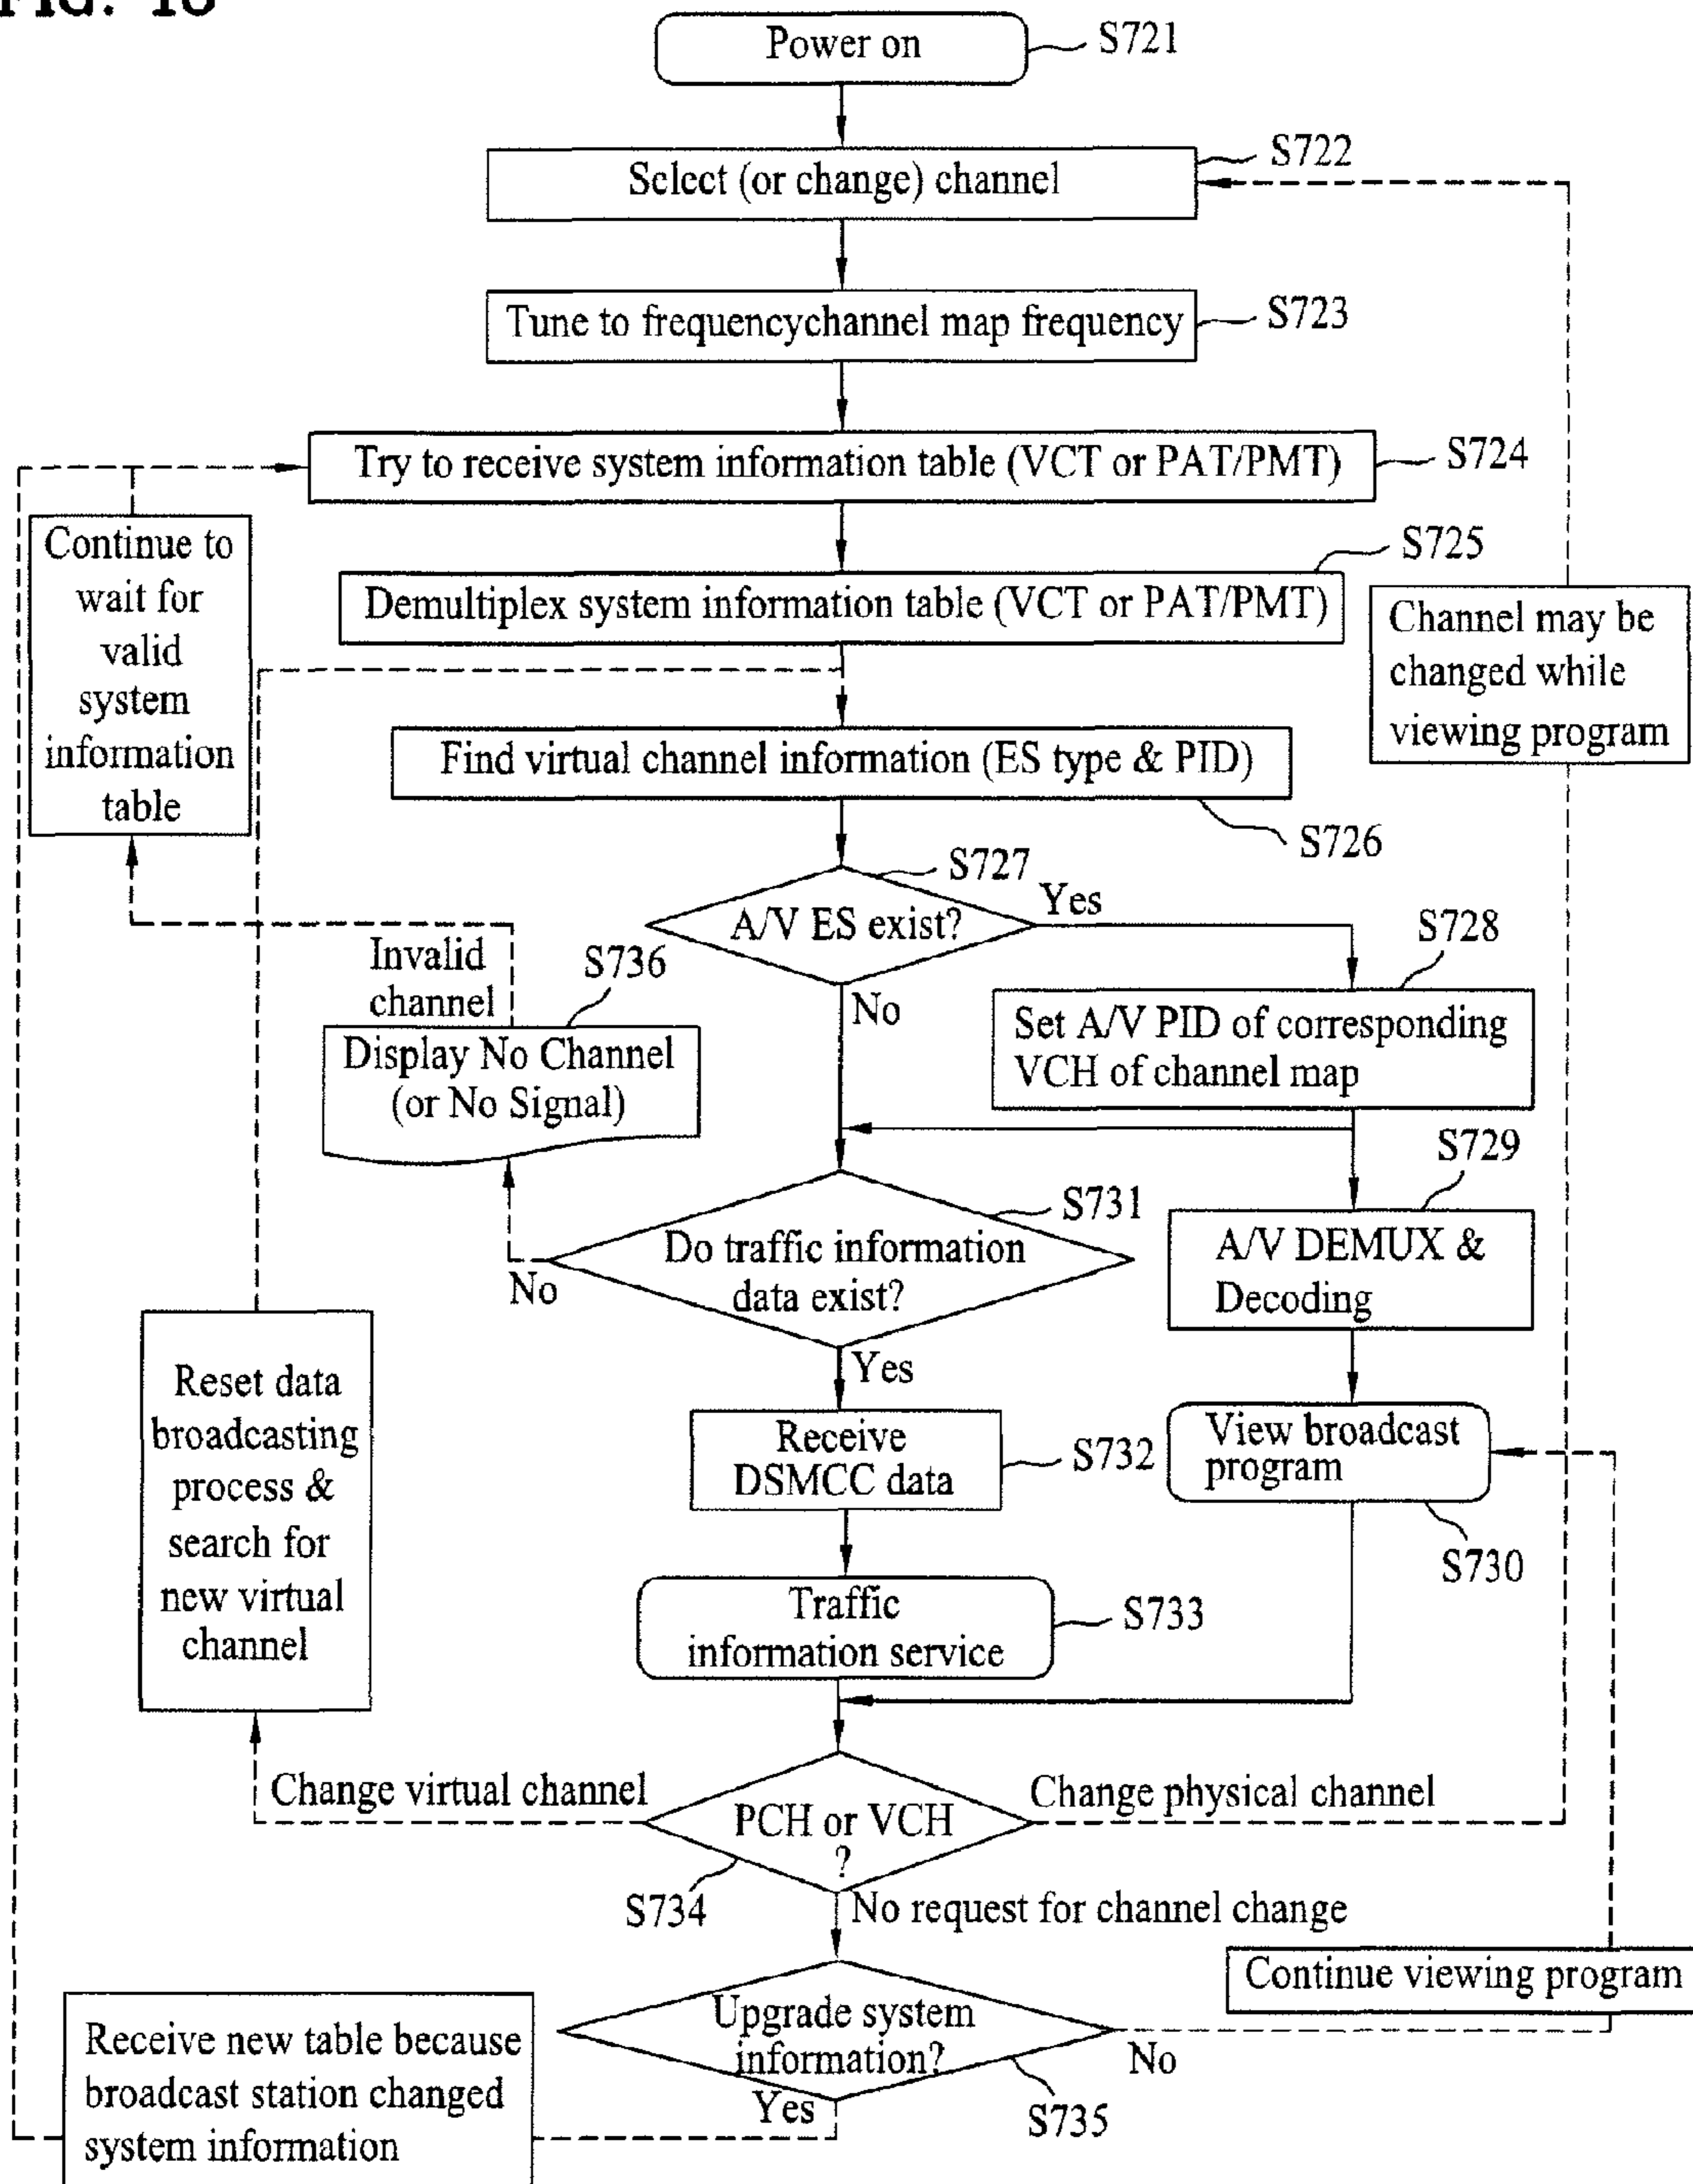 Power on
S721
S722
Select (or change) channel
Tune to frequencychannel map frequency
S723
Try to receive system information table (VCT or PAT/PMT)
S724
Continue to
wait for
valid
system
information
table
S725
Demultiplex system information table (VCT or PAT/PMT)
Channel may be
changed while
viewing program
Find virtual channel information (ES type & PID)
S726
S727
A/V ES exist?
Yes
No
S728
Set A/V PID of corresponding
VCH of channel map
Invalid
channel
S736
Display No Channel
(or No Signal)
S729
A/V DEMUX &
Decoding
S731
Do traffic information
data exist?
No
Yes
Reset data
broadcasting
process &
search for
new virtual
channel
Receive
DSMCC data
S732
View broadcast
program
S730
Traffic
information service
S733
Change virtual channel
PCH or VCH
?
Change physical channel
S734
No request for channel change
Continue viewing program
Upgrade system
information?
No
Yes
S735
Receive new table because
broadcast station changed
system information